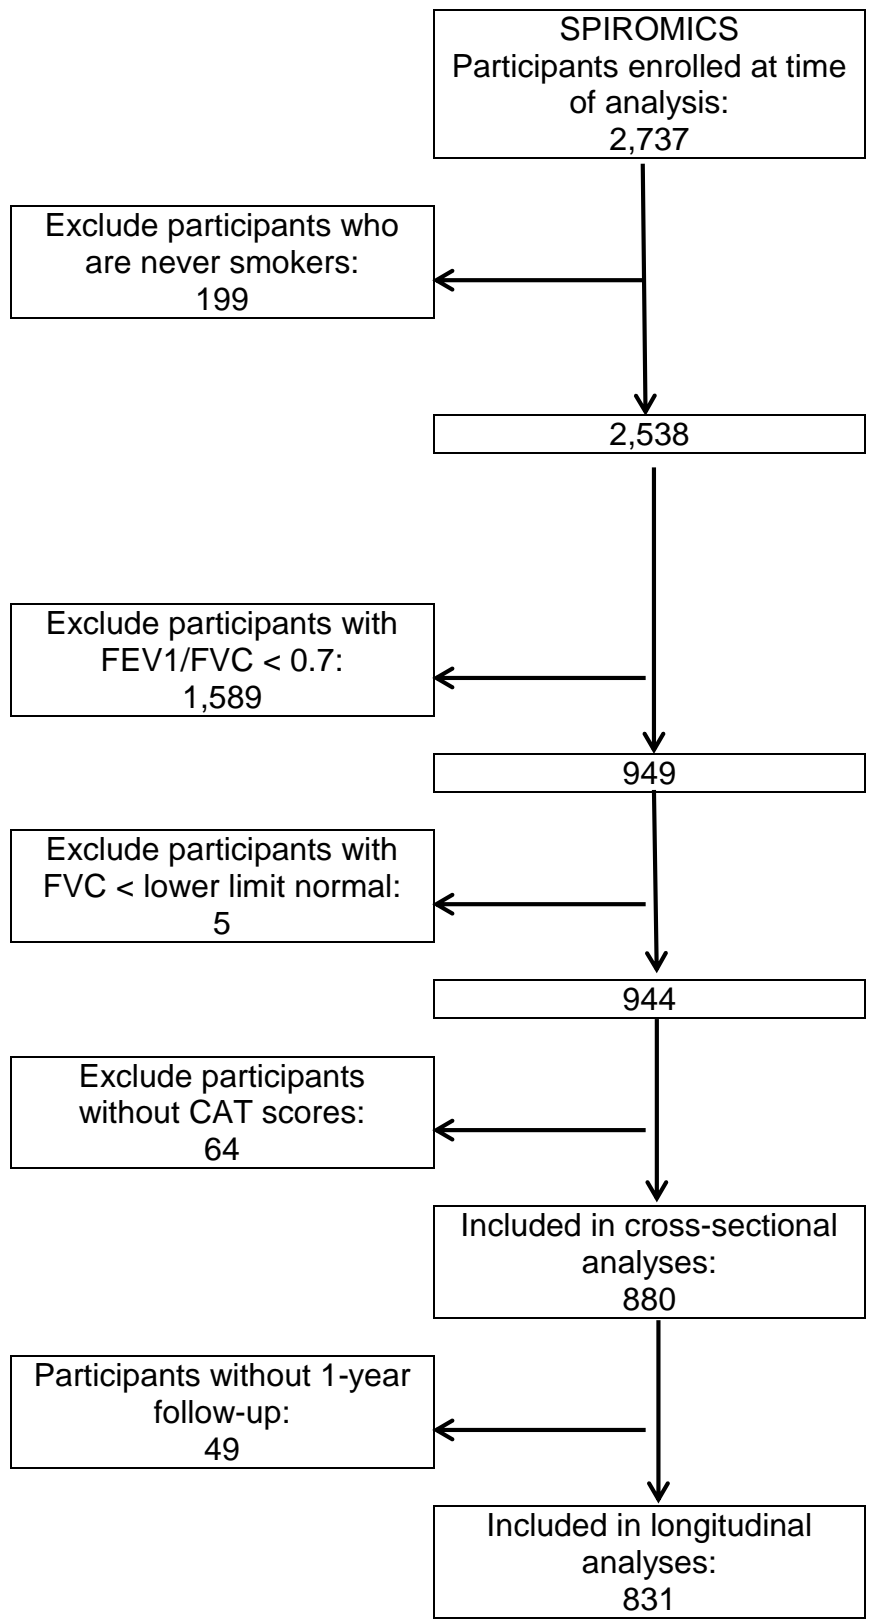 SPIROMICS
Participants enrolled at time
of analysis:
2,737
Exclude participants who
are never smokers:
199
2,538
Exclude participants with
FEV1/FVC < 0.7:
1,589
949
Exclude participants with
FVC < lower limit normal:
5
944
Exclude participants
without CAT scores:
64
Included in cross-sectional
analyses:
880
Participants without 1-year
follow-up:
49
Included in longitudinal
analyses:
831